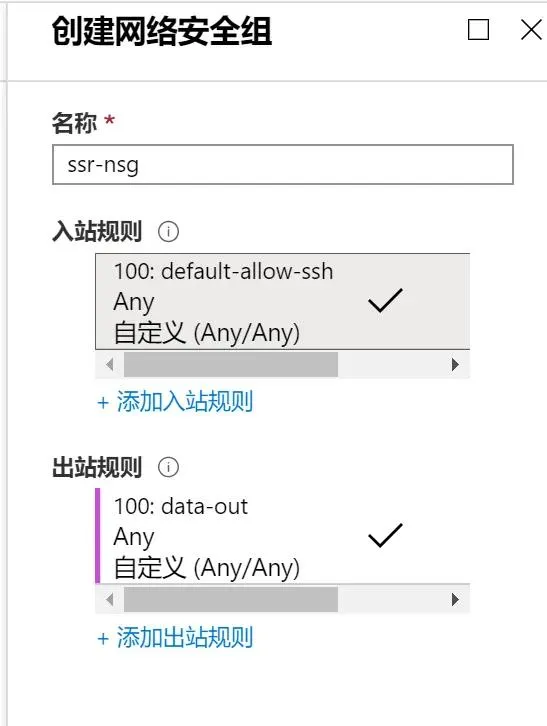 创建网络安全组
名称 *
ssr-nsg
入站规则
100: default-allow-ssh
Any
自定义 (Any/Any)
+ 添加入站规则
出站规则
100: data-out
Any
自定义 (Any/Any)
+ 添加出站规则